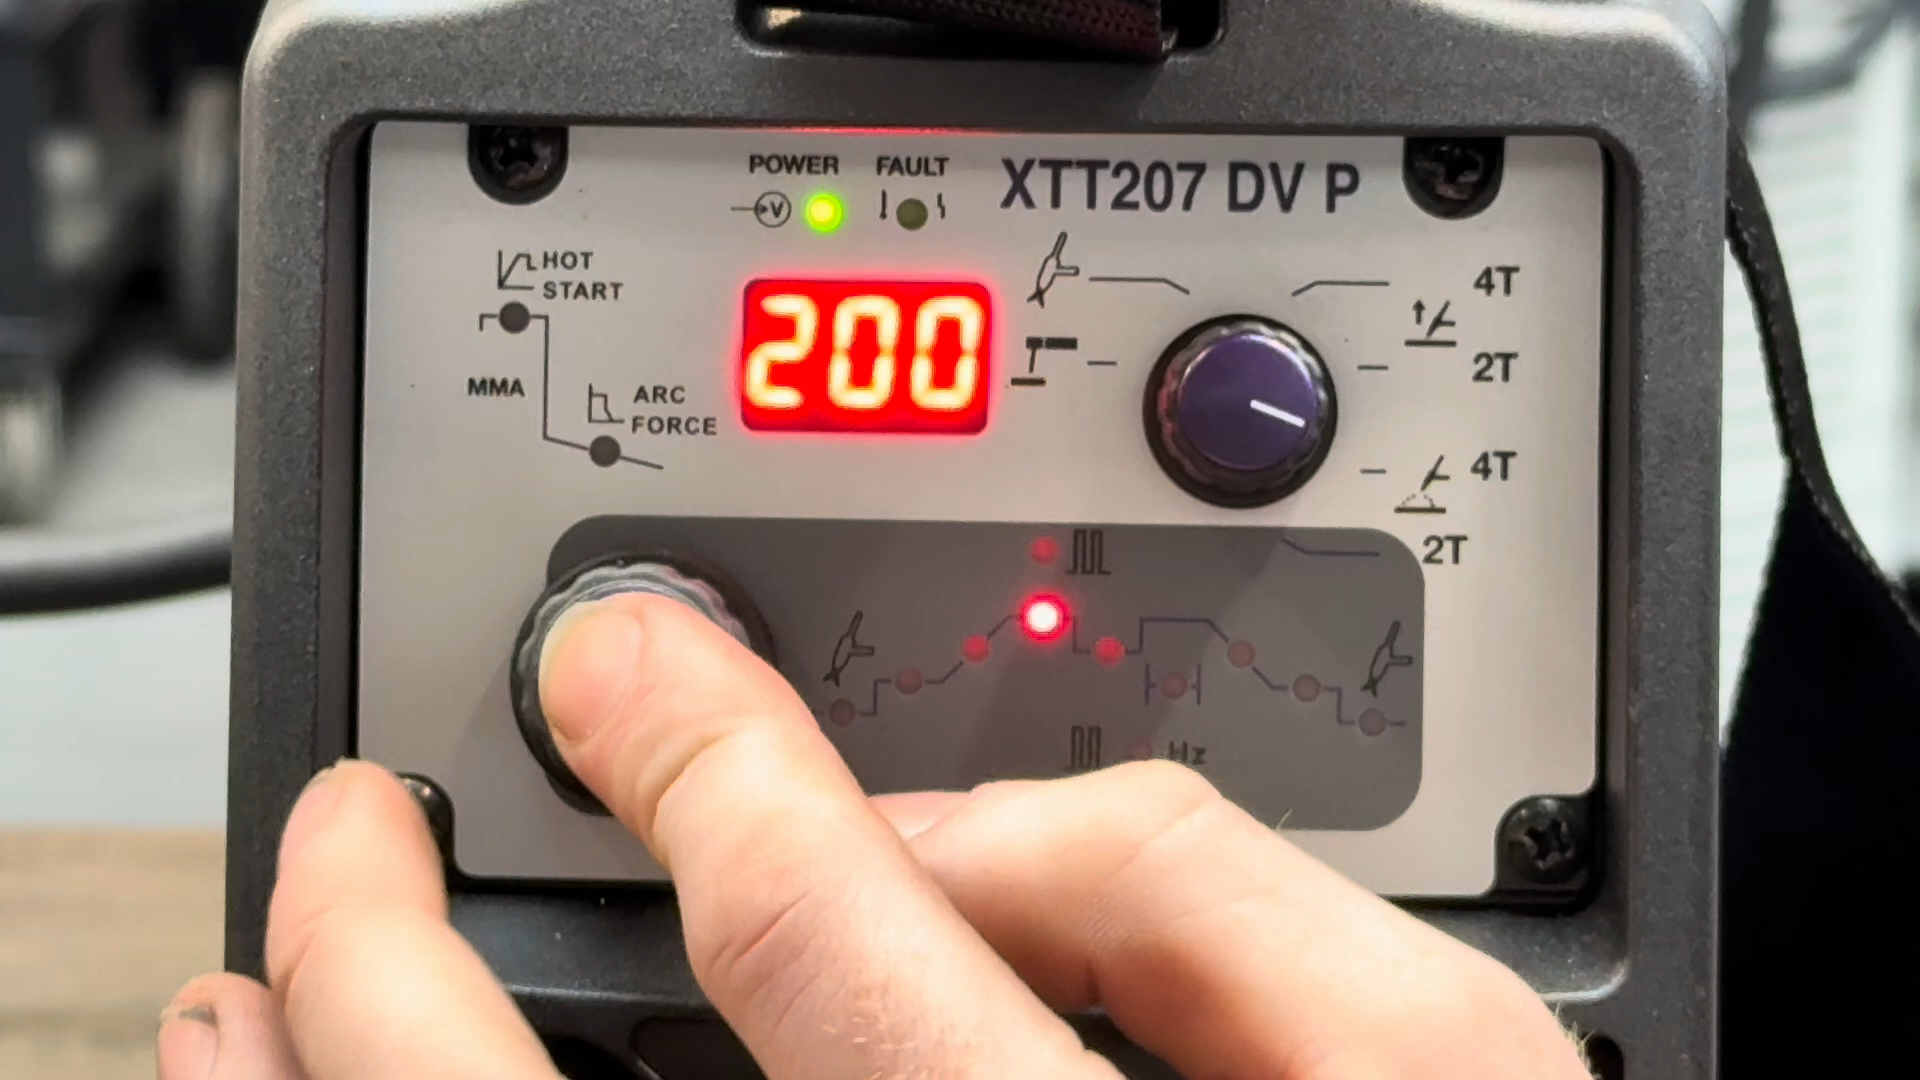 POWER FAULT XTT207 DV P
V
HOT
START
200
4T
2T
MMA
ARC
FORCE
4T
2T
Hz